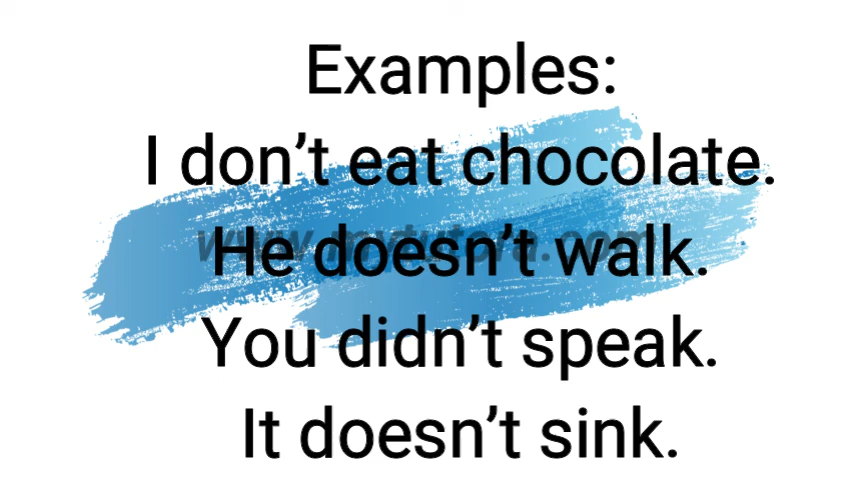 Examples:
I don’t eat chocolate.
He doesn’t walk.
You didn’t speak.
It doesn’t sink.